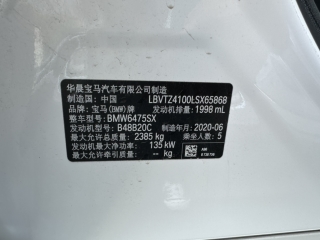 华晨宝马汽车有限公司制造
制造国：中国 LBVTZ4100LSX65868
品牌：宝马(BMW)牌 发动机排量：1998 mL
整车型号：BMW6475SX
发动机型号：B48B20C 制造年月：2020-06
最大允许总质量：2385 kg 乘坐人数：5
发动机最大净功率：135 kW
最大允许牵引质量：-- kg